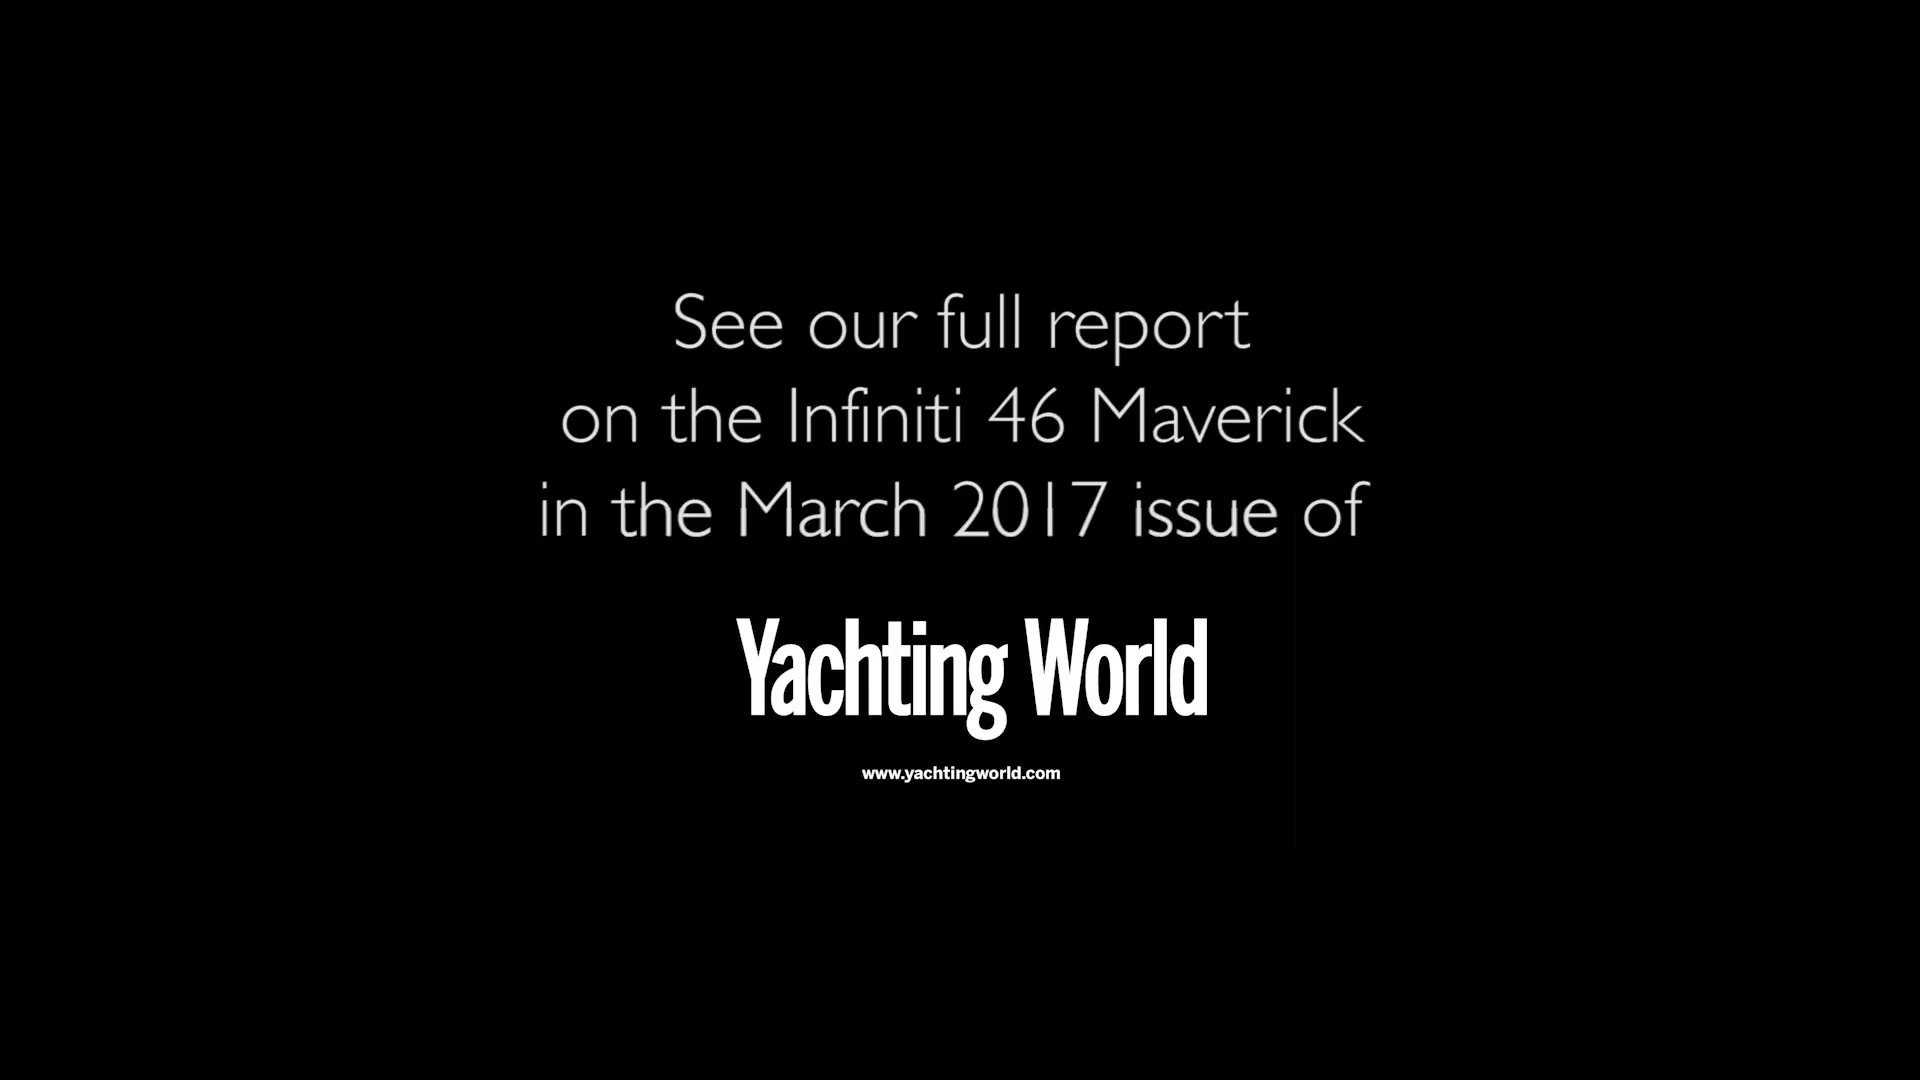 See our full report
on the Infiniti 46 Maverick
in the March 2017 issue of
Yachting World
www.yachtingworld.com